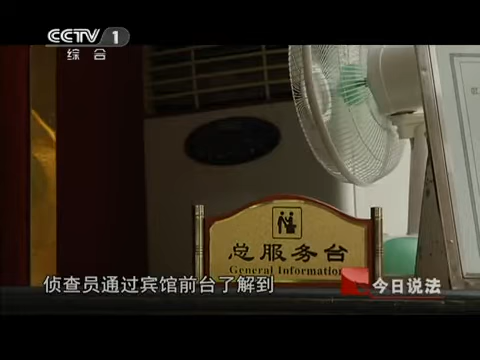 CCTV 1
综合
总服务台
General Information
侦查员通过宾馆前台了解到
今日说法